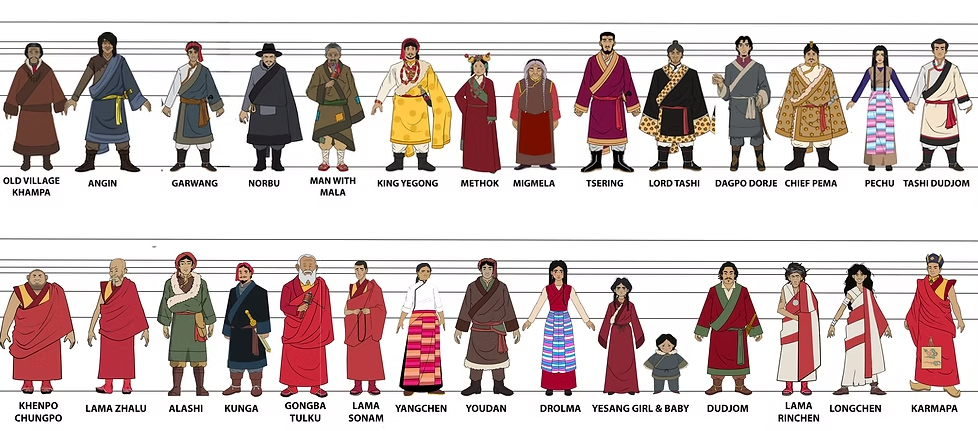 OLD VILLAGE
KHAMPA
ANGIN
GARWANG
NORBU
MAN WITH
MALA
KING YEGONG
METHOK
MIGMELA
TSERING
LORD TASHI
DAGPO DORJE
CHIEF PEMA
PECHU
TASHI DUDJOM
KHENPO
CHUNGPO
LAMA ZHALU
ALASHI
KUNGA
GONGBA
TULKU
LAMA
SONAM
YANGCHEN
YOUDAN
DROLMA
YESANG GIRL & BABY
DUDJOM
LAMA
RINCHEN
LONGCHEN
KARMAPA